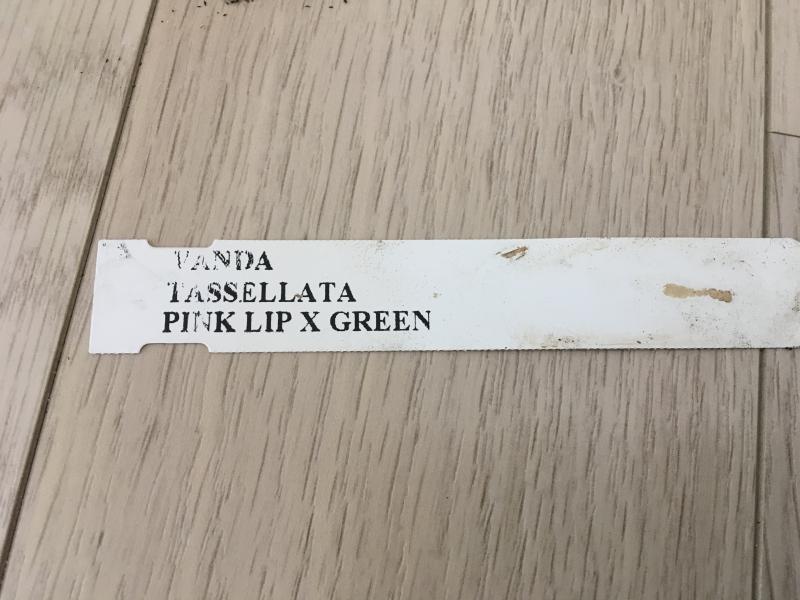 VANDA
TASSELLATA
PINK LIP X GREEN